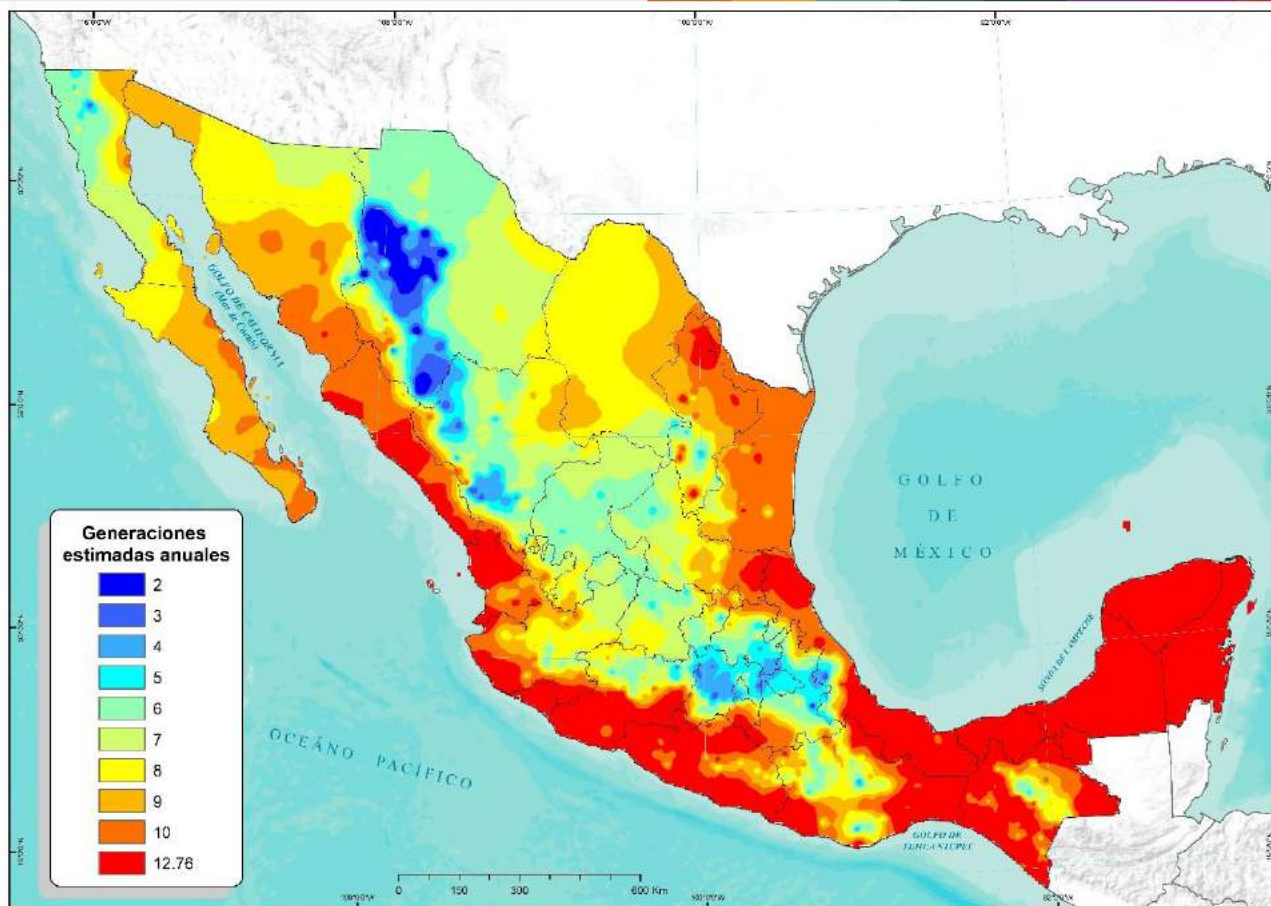 GOLFO DE CALIFORNIA
(Mar de Cortés)
GOLFO
DE
MÉXICO
Generaciones
estimadas anuales
2
3
4
5
6
7
8
9
10
12.76
SONDA DE CAMPECHE
OCEÁNO PACÍFICO
GOLFO DE
TEHUANTEPEC
0 150 300 600 Km